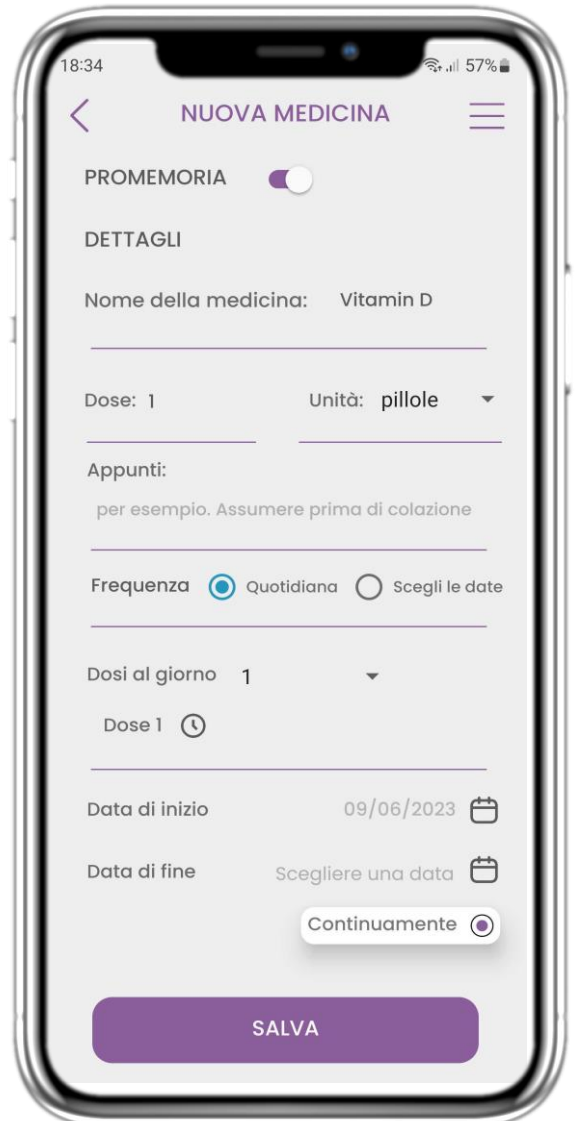 18:34 57%
NUOVA MEDICINA
PROMEMORIA
DETTAGLI
Nome della medicina: Vitamin D
Dose: 1 Unità: pillole
Appunti:
per esempio. Assumere prima di colazione
Frequenza Quotidiana Scegli le date
Dosi al giorno 1
Dose 1
Data di inizio 09/06/2023
Data di fine Scegliere una data
Continuamente
SALVA